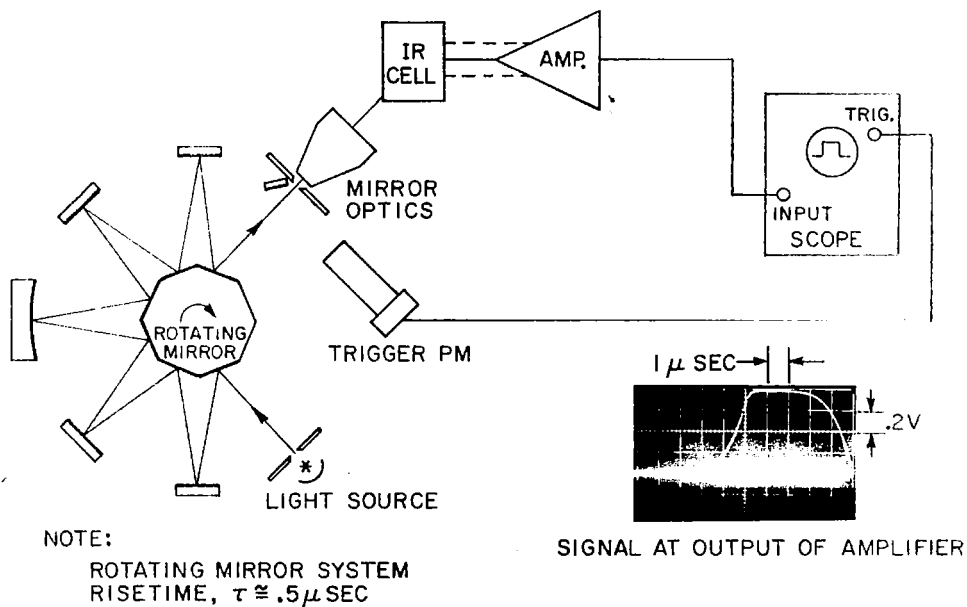 IR
CELL
AMP.
TRIG.
INPUT
SCOPE
MIRROR
OPTICS
ROTATING
MIRROR
TRIGGER PM
LIGHT SOURCE
*
1 μ SEC
.2V
SIGNAL AT OUTPUT OF AMPLIFIER
NOTE:
ROTATING MIRROR SYSTEM
RISETIME, τ ≅ .5 μ SEC